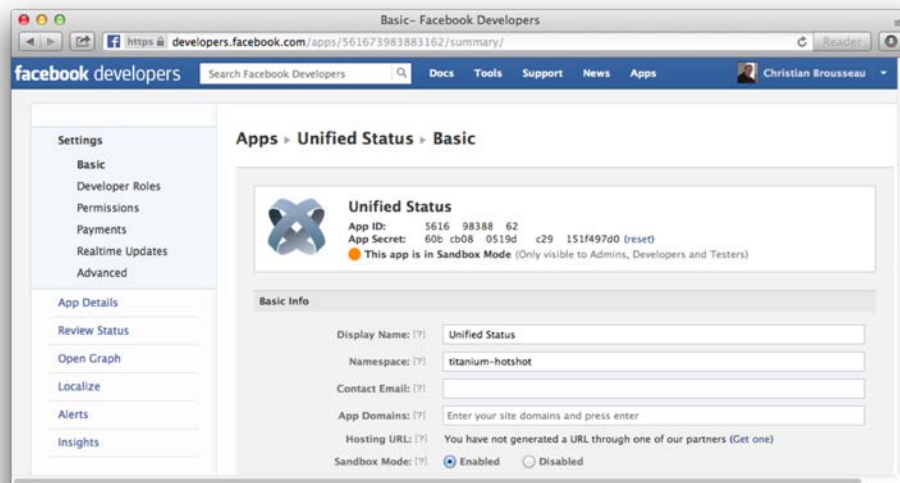 Basic– Facebook Developers
https developers.facebook.com/apps/561673983883162/summary/
Reader
facebook developers Search Facebook Developers Docs Tools Support News Apps Christian Brousseau
Settings
Basic
Developer Roles
Permissions
Payments
Realtime Updates
Advanced
App Details
Review Status
Open Graph
Localize
Alerts
Insights
Apps ▸ Unified Status ▸ Basic
Unified Status
App ID: 5616 98388 62
App Secret: 60b cb08 0519d c29 151f497d0 (reset)
This app is in Sandbox Mode (Only visible to Admins, Developers and Testers)
Basic Info
Display Name: [?] Unified Status
Namespace: [?] titanium-hotshot
Contact Email: [?]
App Domains: [?] Enter your site domains and press enter
Hosting URL: [?] You have not generated a URL through one of our partners (Get one)
Sandbox Mode: [?] Enabled Disabled